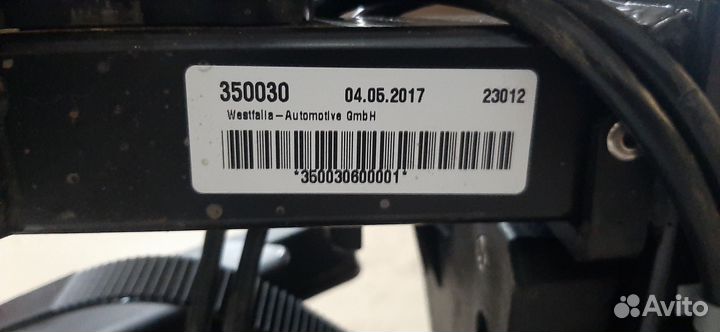 350030 04.05.2017 23012
Westfalia-Automotive GmbH
*350030600001*
Avito